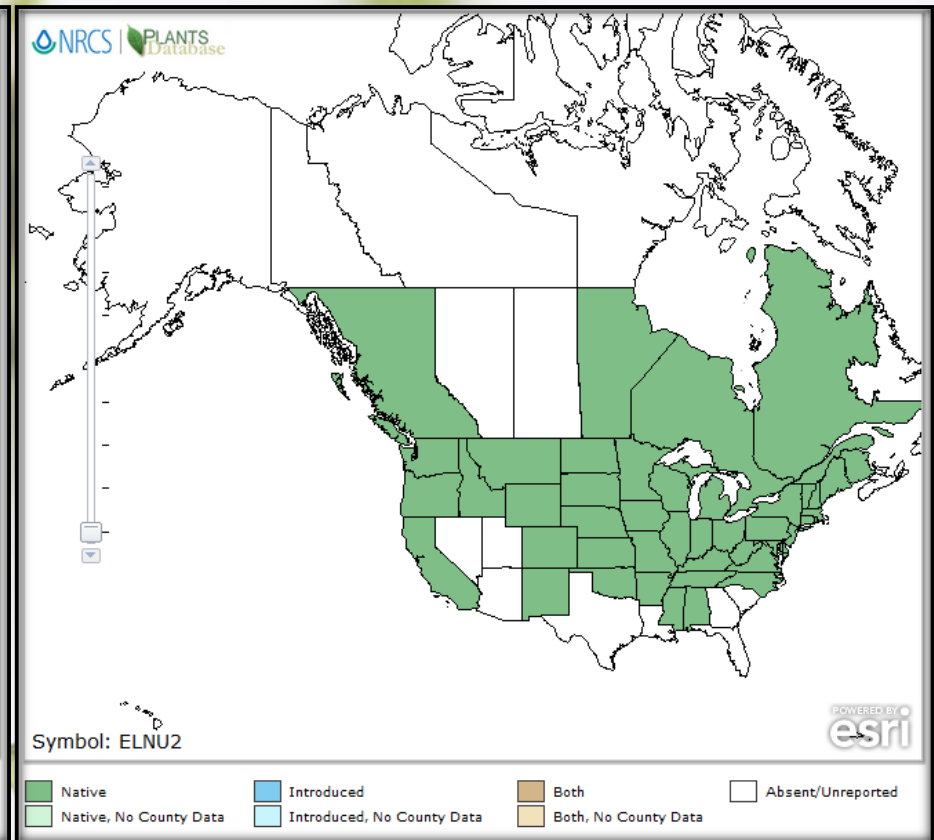 NRCS | PLANTS
Database
POWERED BY
esri
Symbol: ELNU2
Native
Introduced
Both
Absent/Unreported
Native, No County Data
Introduced, No County Data
Both, No County Data